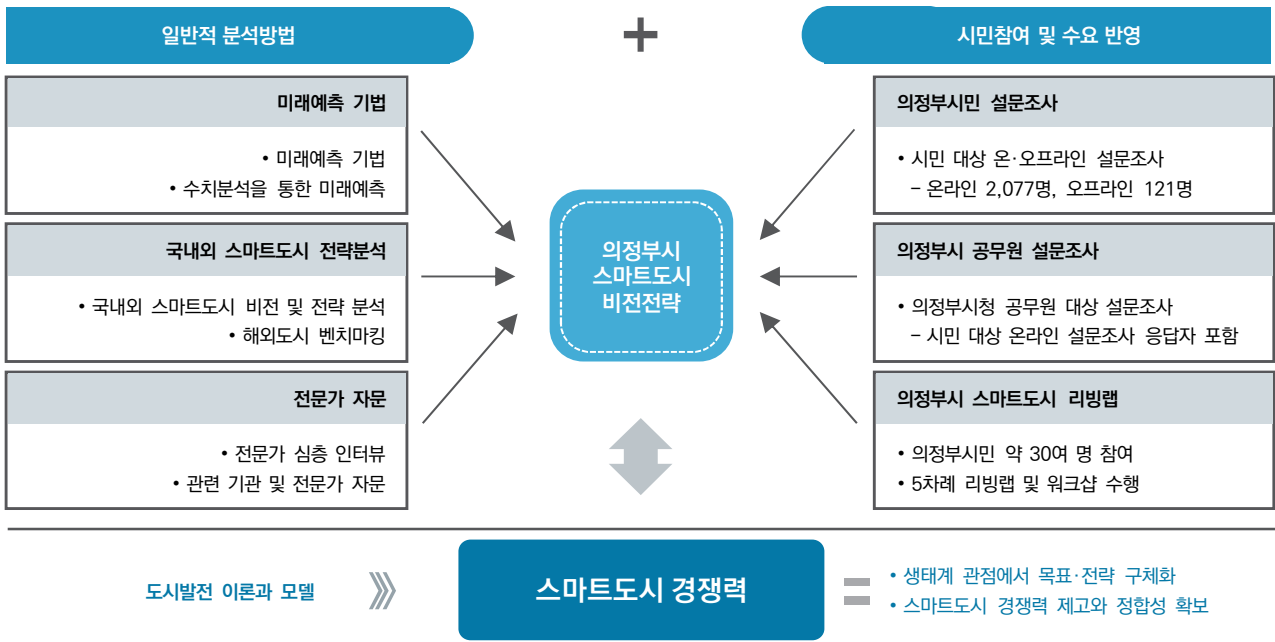 일반적 분석방법
+
시민참여 및 수요 반영
미래예측 기법
• 미래예측 기법
• 수치분석을 통한 미래예측
국내외 스마트도시 전략분석
• 국내외 스마트도시 비전 및 전략 분석
• 해외도시 벤치마킹
전문가 자문
• 전문가 심층 인터뷰
• 관련 기관 및 전문가 자문
의정부시
스마트도시
비전전략
의정부시민 설문조사
• 시민 대상 온·오프라인 설문조사
– 온라인 2,077명, 오프라인 121명
의정부시 공무원 설문조사
• 의정부시청 공무원 대상 설문조사
– 시민 대상 온라인 설문조사 응답자 포함
의정부시 스마트도시 리빙랩
• 의정부시민 약 30여 명 참여
• 5차례 리빙랩 및 워크샵 수행
도시발전 이론과 모델
스마트도시 경쟁력
=
• 생태계 관점에서 목표·전략 구체화
• 스마트도시 경쟁력 제고와 정합성 확보